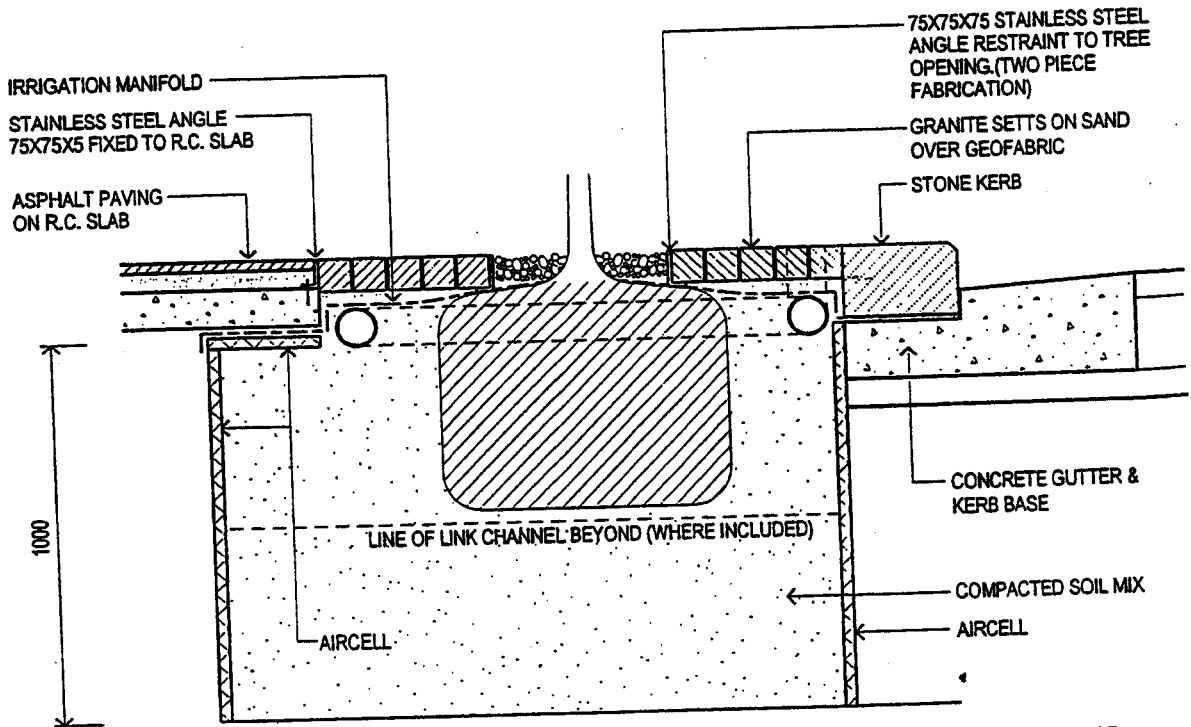 75X75X75 STAINLESS STEEL
ANGLE RESTRAINT TO TREE
OPENING.(TWO PIECE
FABRICATION)
IRRIGATION MANIFOLD
STAINLESS STEEL ANGLE
75X75X5 FIXED TO R.C. SLAB
GRANITE SETTS ON SAND
OVER GEOFABRIC
STONE KERB
ASPHALT PAVING
ON R.C. SLAB
1000
CONCRETE GUTTER &
KERB BASE
LINE OF LINK CHANNEL BEYOND (WHERE INCLUDED)
COMPACTED SOIL MIX
AIRCELL
AIRCELL